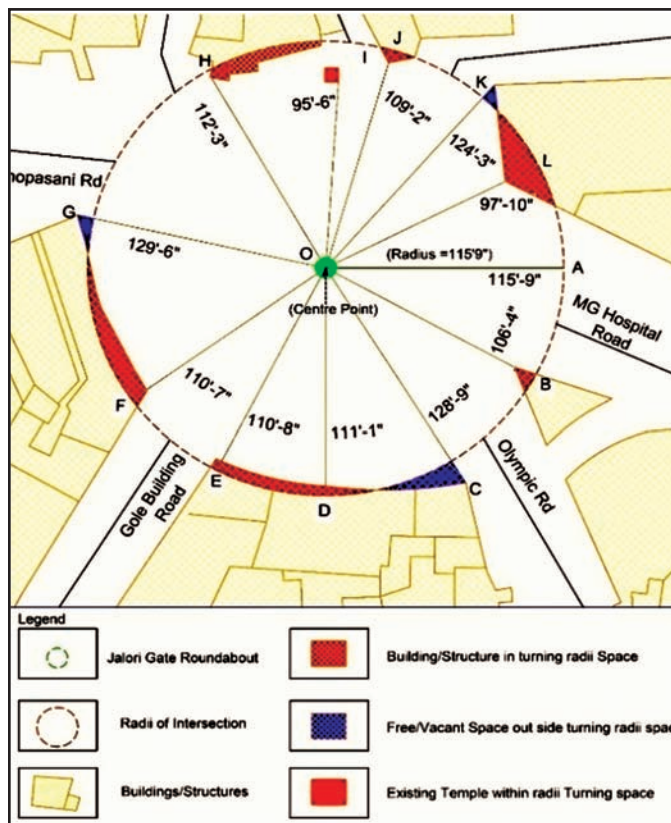 H
I
J
K
95'-6"
109'-2"
112'-3"
124'-3"
L
hopasani Rd
97'-10"
G
129'-6"
O
(Radius =115'9")
A
115'-9"
(Centre Point)
MG Hospital
Road
106'-4"
B
110'-7"
128'-9"
F
110'-8"
111'-1"
Gole Building
Road
E
D
C
Olympic Rd
Legend
Jalori Gate Roundabout
Building/Structure in turning radii Space
Radii of Intersection
Free/Vacant Space out side turning radii spac
Buildings/Structures
Existing Temple within radii Turning space